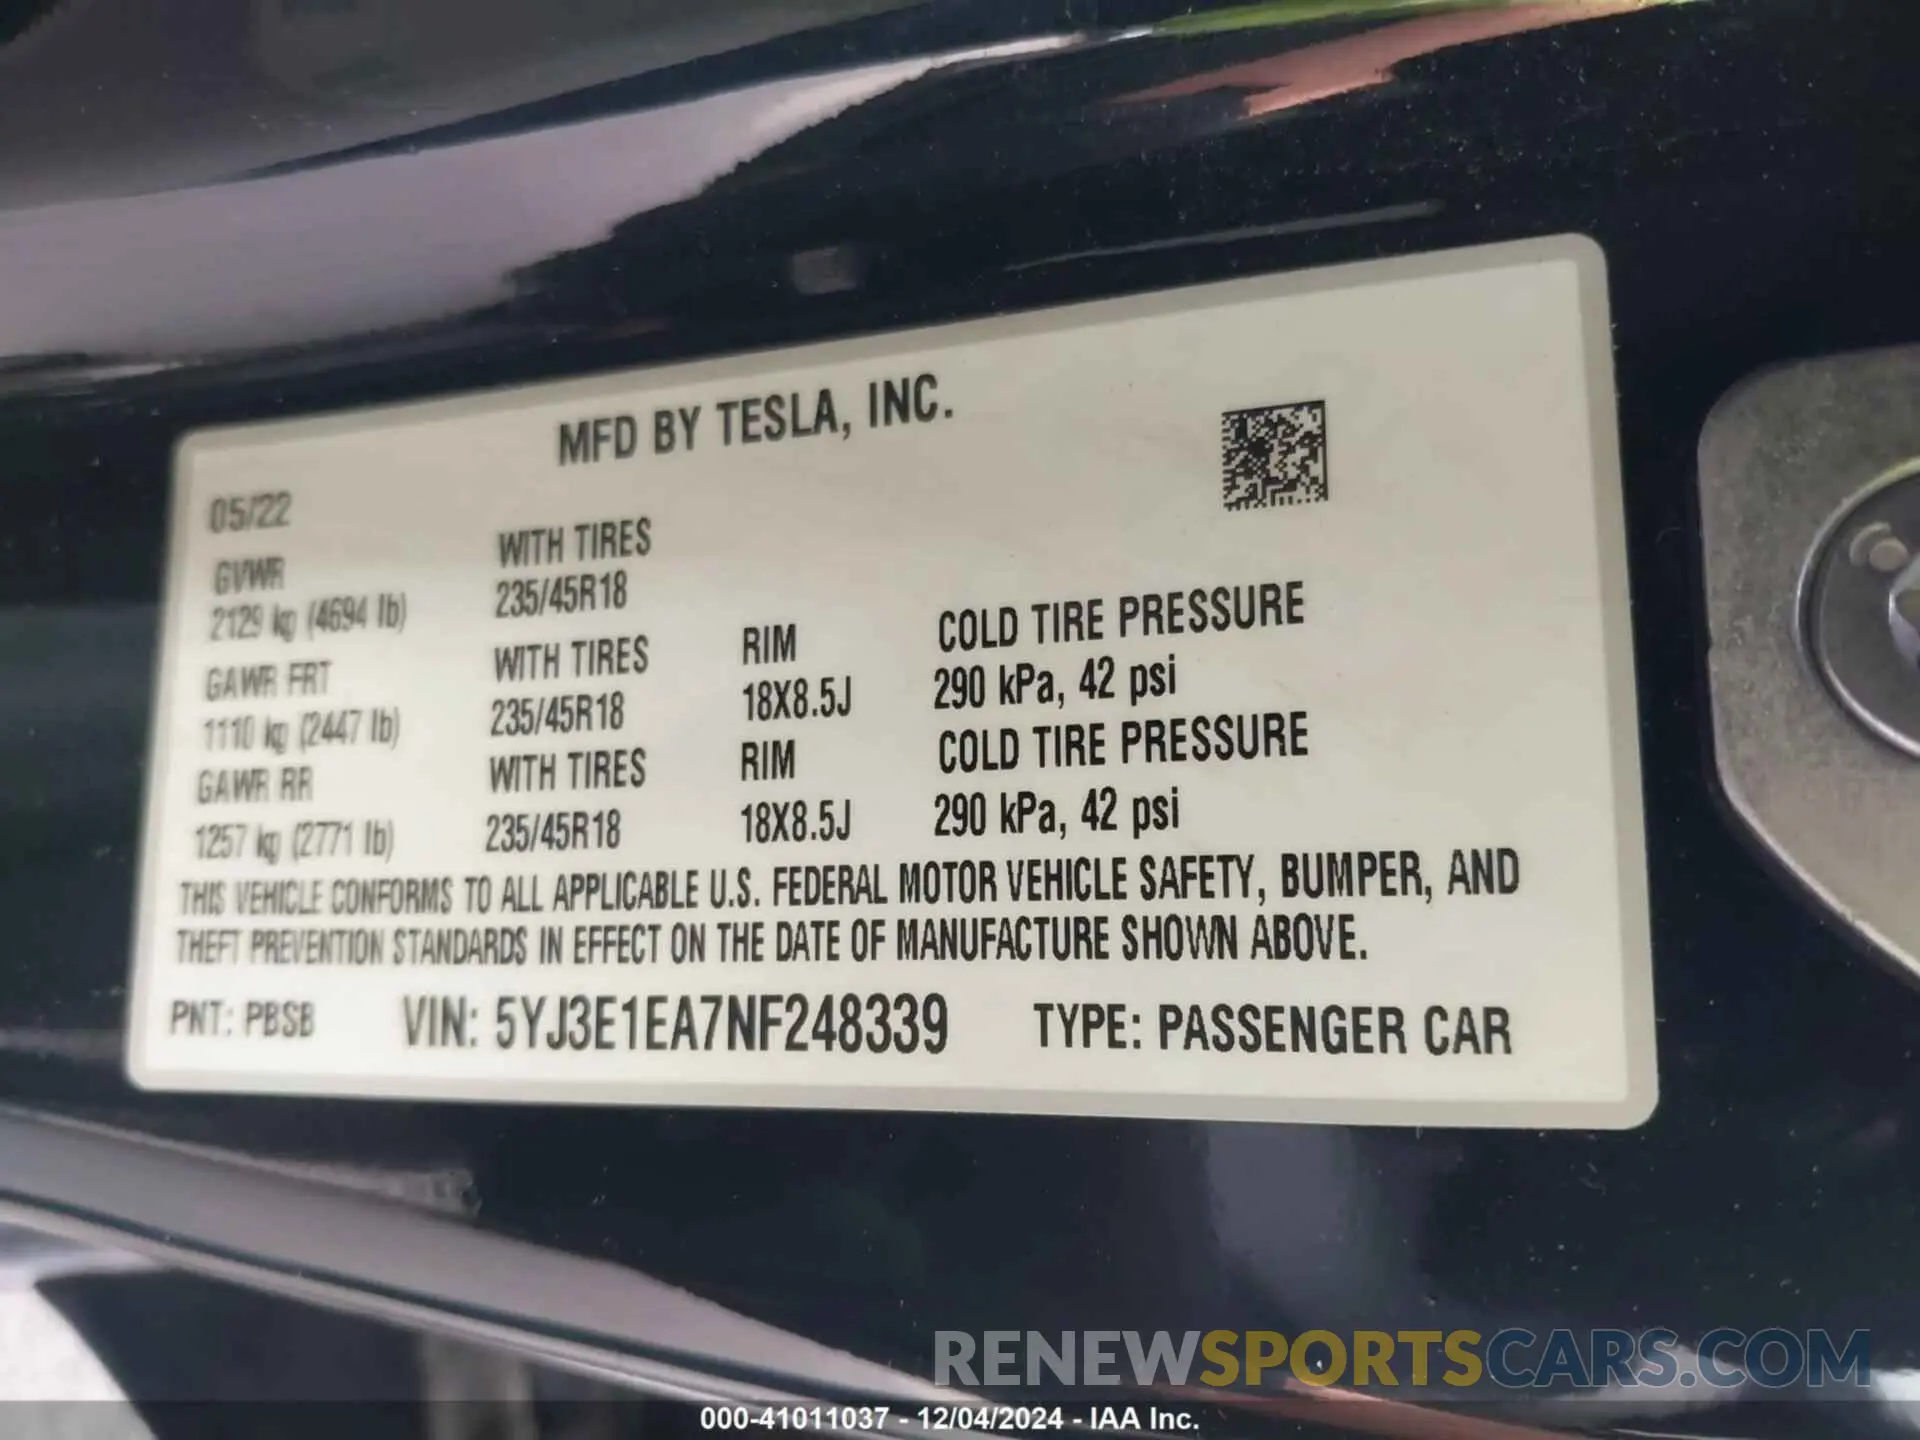 MFD BY TESLA, INC.
05/22
GVWR WITH TIRES
2129 kg (4694 lb) 235/45R18
GAWR FRT WITH TIRES RIM COLD TIRE PRESSURE
1110 kg (2447 lb) 235/45R18 18X8.5J 290 kPa, 42 psi
GAWR RR WITH TIRES RIM COLD TIRE PRESSURE
1257 kg (2771 lb) 235/45R18 18X8.5J 290 kPa, 42 psi
THIS VEHICLE CONFORMS TO ALL APPLICABLE U.S. FEDERAL MOTOR VEHICLE SAFETY, BUMPER, AND
THEFT PREVENTION STANDARDS IN EFFECT ON THE DATE OF MANUFACTURE SHOWN ABOVE.
PNT: PBSB VIN: 5YJ3E1EA7NF248339 TYPE: PASSENGER CAR
RENEWSPORTSCARS.COM
000-41011037 - 12/04/2024 - IAA Inc.